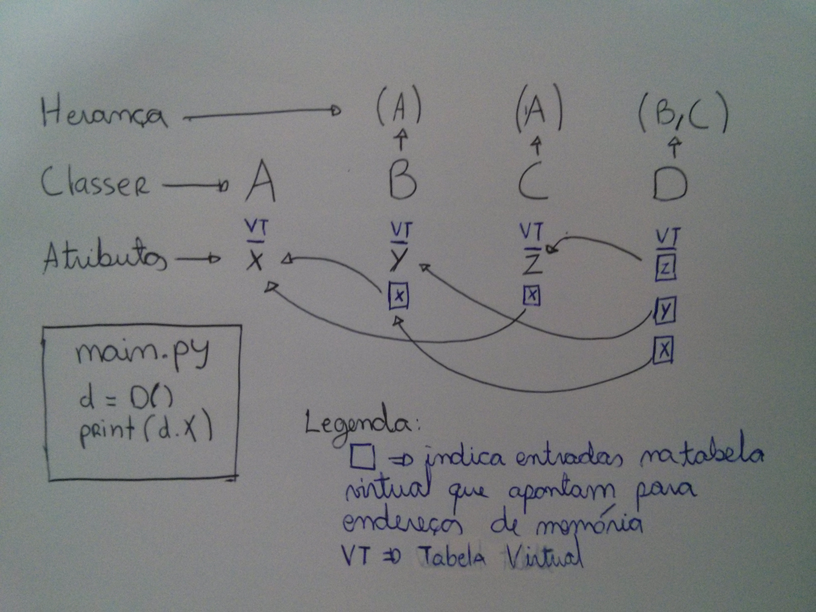 Herança (A) (A) (B,C)
Classer A B C D
VT VT VT VT
Atributos X Y Z z
x x y
x
main.py
d = D()
print(d.X)
Legenda:
⇒ indica entradas na tabela
virtual que apontam para
endereços de memória
VT ⇒ Tabela Virtual